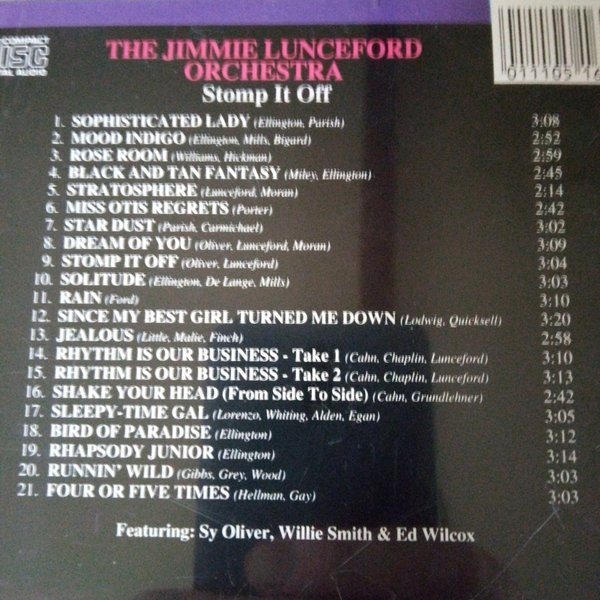 COMPACT
DISC
DIGITAL AUDIO
THE JIMMIE LUNCEFORD
ORCHESTRA
Stomp It Off
1. SOPHISTICATED LADY (Ellington, Parish) 3:08
2. MOOD INDIGO (Ellington, Mills, Bigard) 2:52
3. ROSE ROOM (Williams, Hickman) 2:59
4. BLACK AND TAN FANTASY (Miley, Ellington) 2:45
5. STRATOSPHERE (Lunceford, Moran) 2:14
6. MISS OTIS REGRETS (Porter) 2:42
7. STAR DUST (Parish, Carmichael) 3:02
8. DREAM OF YOU (Oliver, Lunceford, Moran) 3:09
9. STOMP IT OFF (Oliver, Lunceford) 3:04
10. SOLITUDE (Ellington, De Lange, Mills) 3:03
11. RAIN (Ford) 3:10
12. SINCE MY BEST GIRL TURNED ME DOWN (Lodwig, Quicksell) 3:20
13. JEALOUS (Little, Malie, Finch) 2:58
14. RHYTHM IS OUR BUSINESS - Take 1 (Cahn, Chaplin, Lunceford) 3:10
15. RHYTHM IS OUR BUSINESS - Take 2 (Cahn, Chaplin, Lunceford) 3:13
16. SHAKE YOUR HEAD (From Side To Side) (Cahn, Grundlehner) 2:42
17. SLEEPY-TIME GAL (Lorenzo, Whiting, Alden, Egan) 3:05
18. BIRD OF PARADISE (Ellington) 3:12
19. RHAPSODY JUNIOR (Ellington) 3:14
20. RUNNIN' WILD (Gibbs, Grey, Wood) 3:03
21. FOUR OR FIVE TIMES (Hellman, Gay) 3:03
Featuring: Sy Oliver, Willie Smith & Ed Wilcox